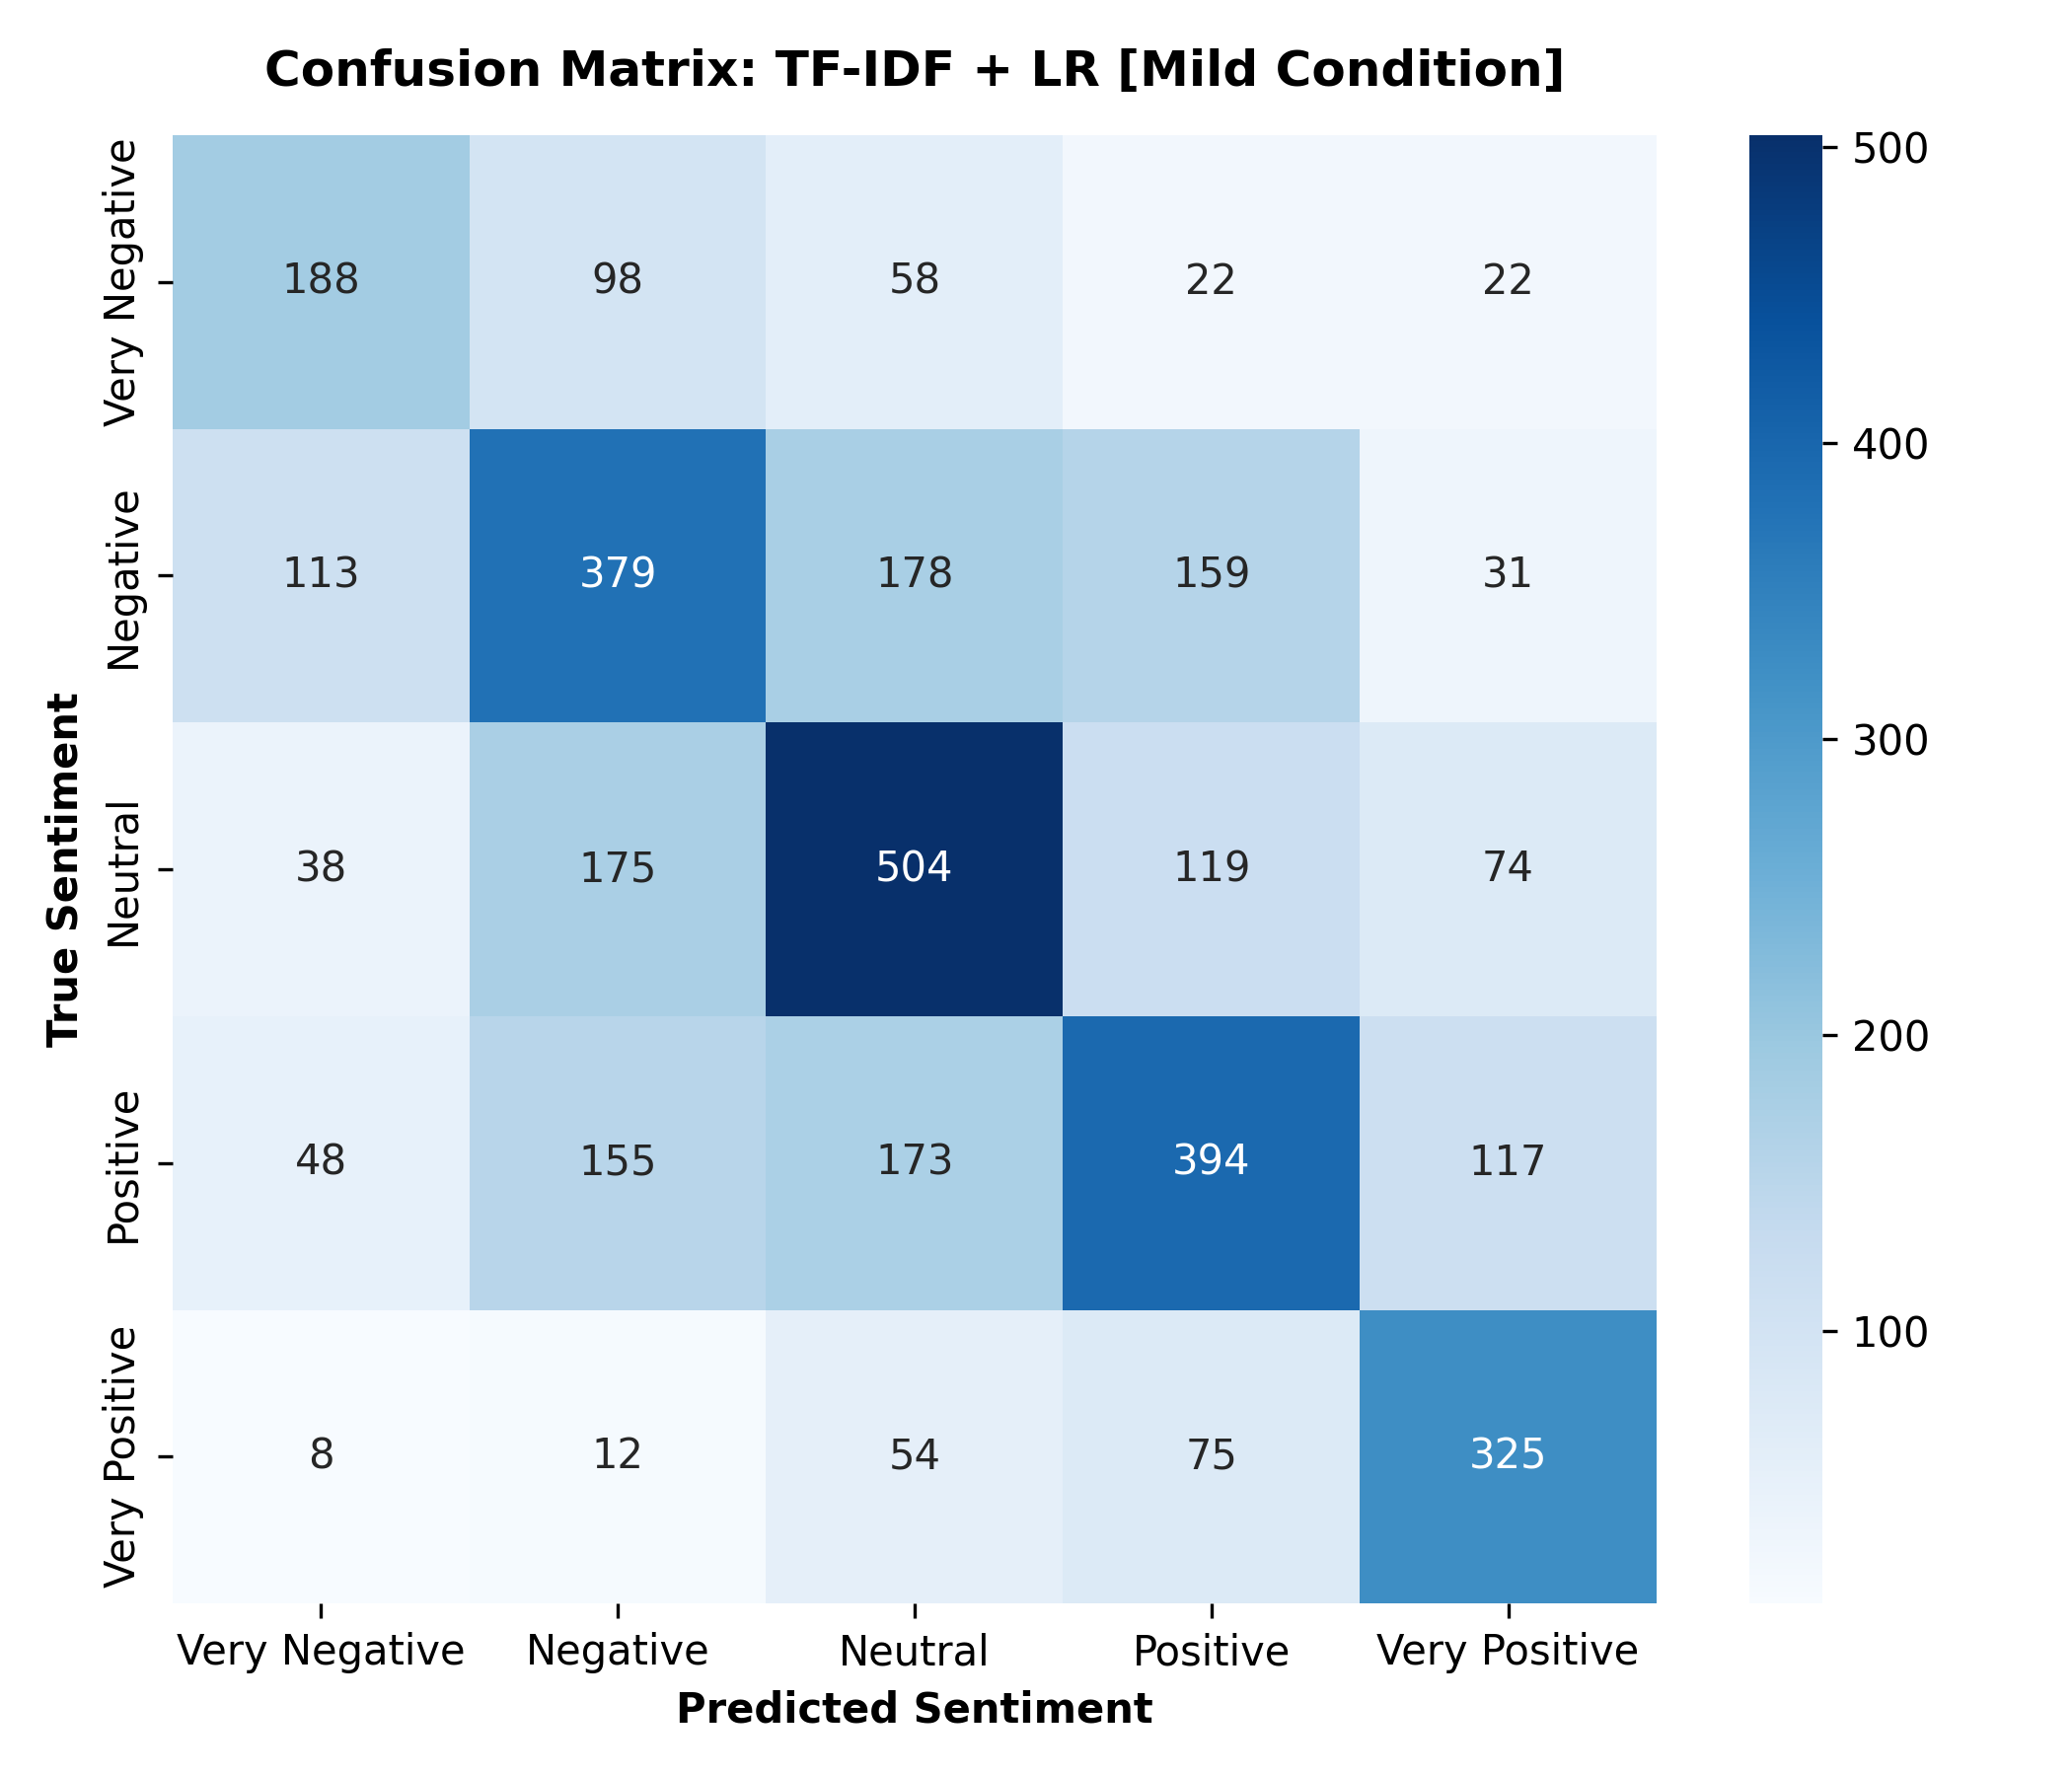 Confusion Matrix: TF-IDF + LR [Mild Condition]
True Sentiment
Very Negative
188 98 58 22 22
Negative
113 379 178 159 31
Neutral
38 175 504 119 74
Positive
48 155 173 394 117
Very Positive
8 12 54 75 325
Very Negative Negative Neutral Positive Very Positive
Predicted Sentiment
500
400
300
200
100